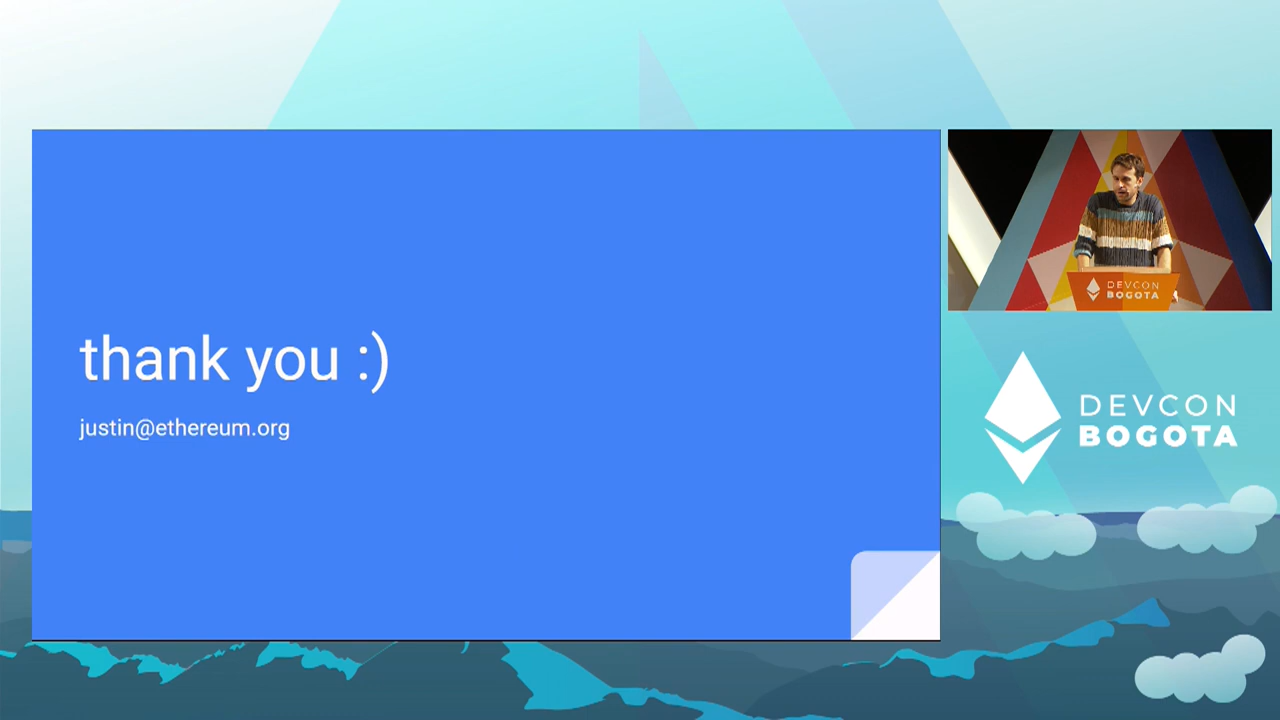 thank you :)
justin@ethereum.org
DEVCON
BOGOTA
DEVCON
BOGOTA